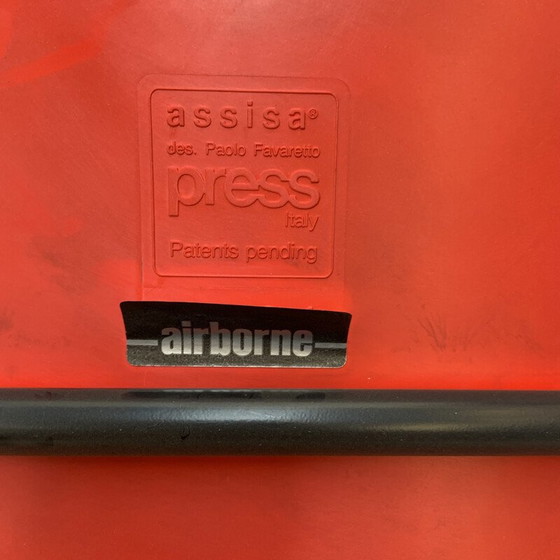 assisa®
des. Paolo Favaretto
press
Italy
Patents pending
airborne